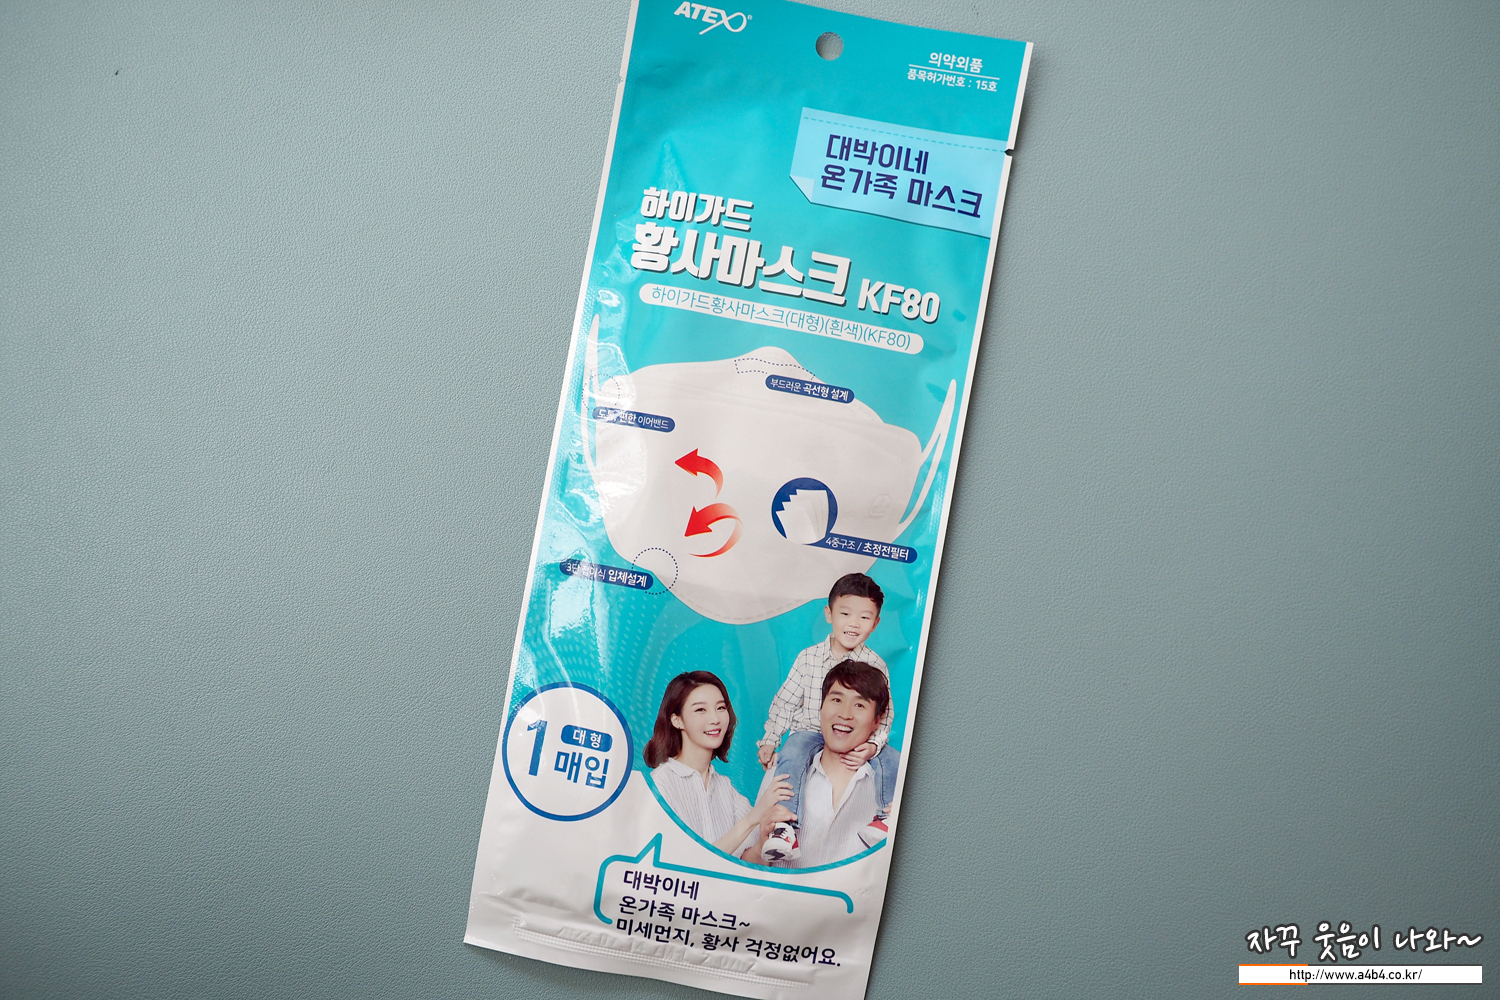 ATEXO
의약외품
품목허가번호 : 15호
대박이네
온가족 마스크
하이가드
황사마스크 KF80
하이가드황사마스크(대형)(흰색)(KF80)
부드러운 곡선형 설계
편한 이어밴드
4중구조 / 초정전필터
입체설계
1
대형
매입
대박이네
온가족 마스크~
미세먼지, 황사 걱정없어요.
자꾸 웃음이 나와~
http://www.a4b4.co.kr/